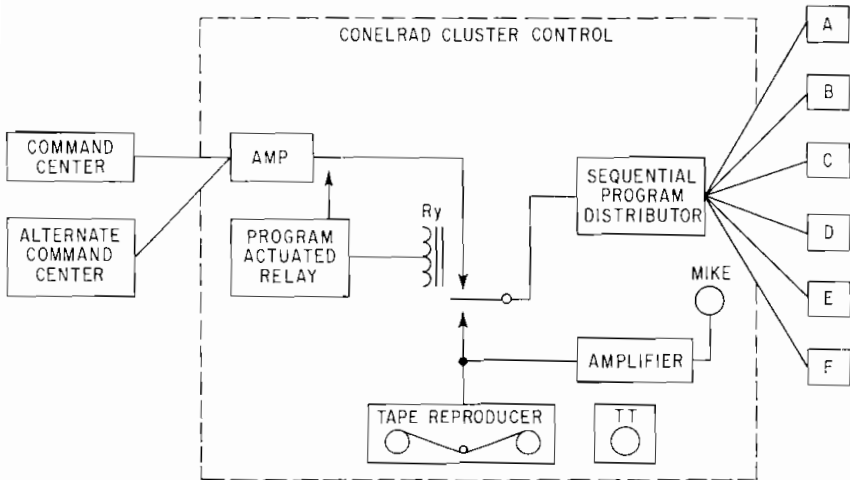 CONELRAD CLUSTER CONTROL
COMMAND
CENTER
ALTERNATE
COMMAND
CENTER
AMP
PROGRAM
ACTUATED
RELAY
Ry
SEQUENTIAL
PROGRAM
DISTRIBUTOR
MIKE
AMPLIFIER
TAPE REPRODUCER
TT
A
B
C
D
E
F